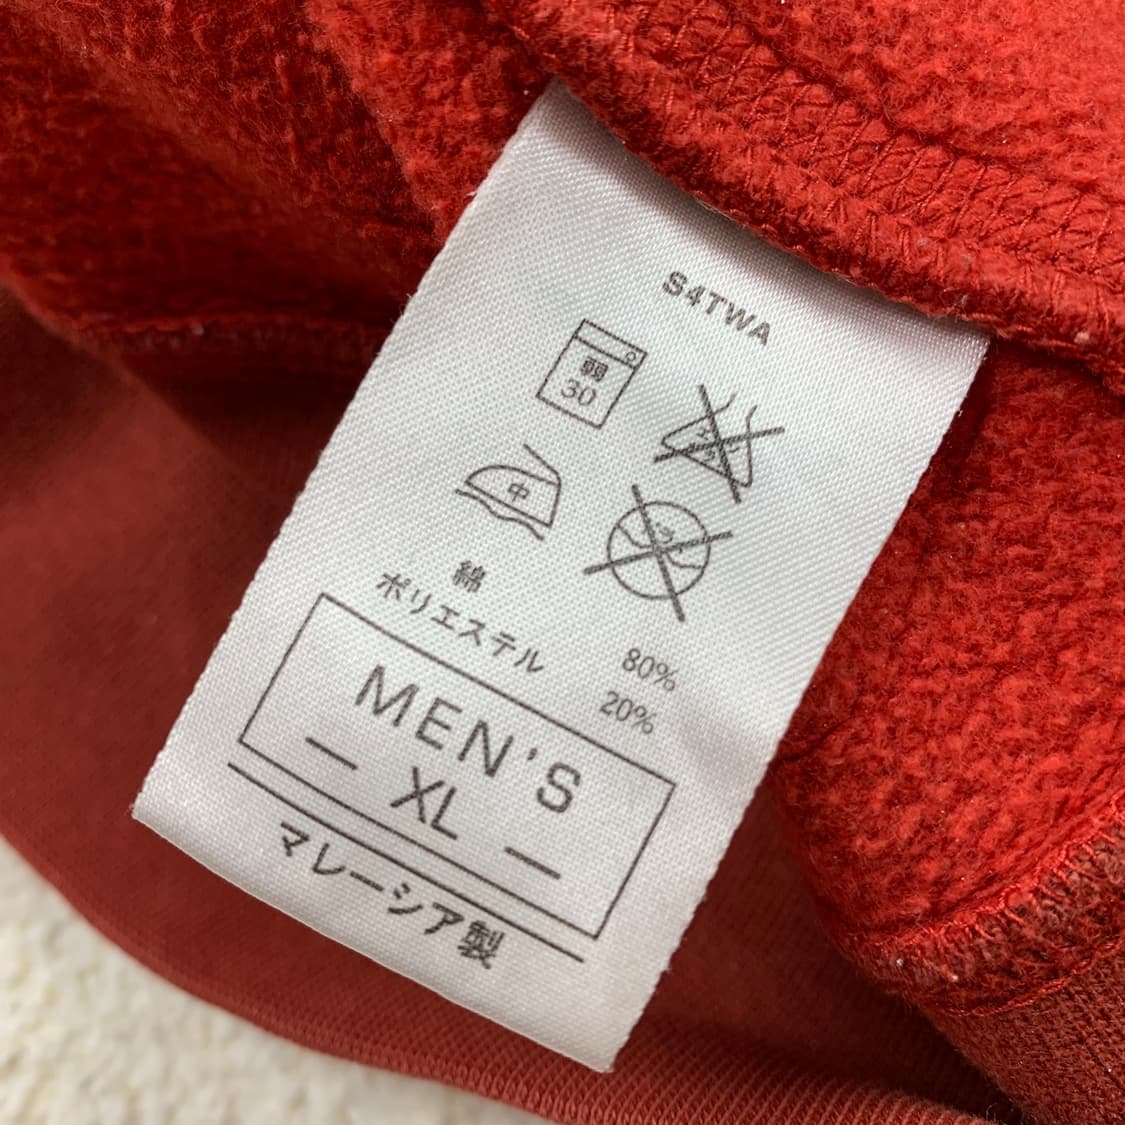 S4TWA
弱
30
中
綿 80%
ポリエステル 20%
MEN'S
— XL —
マレーシア製